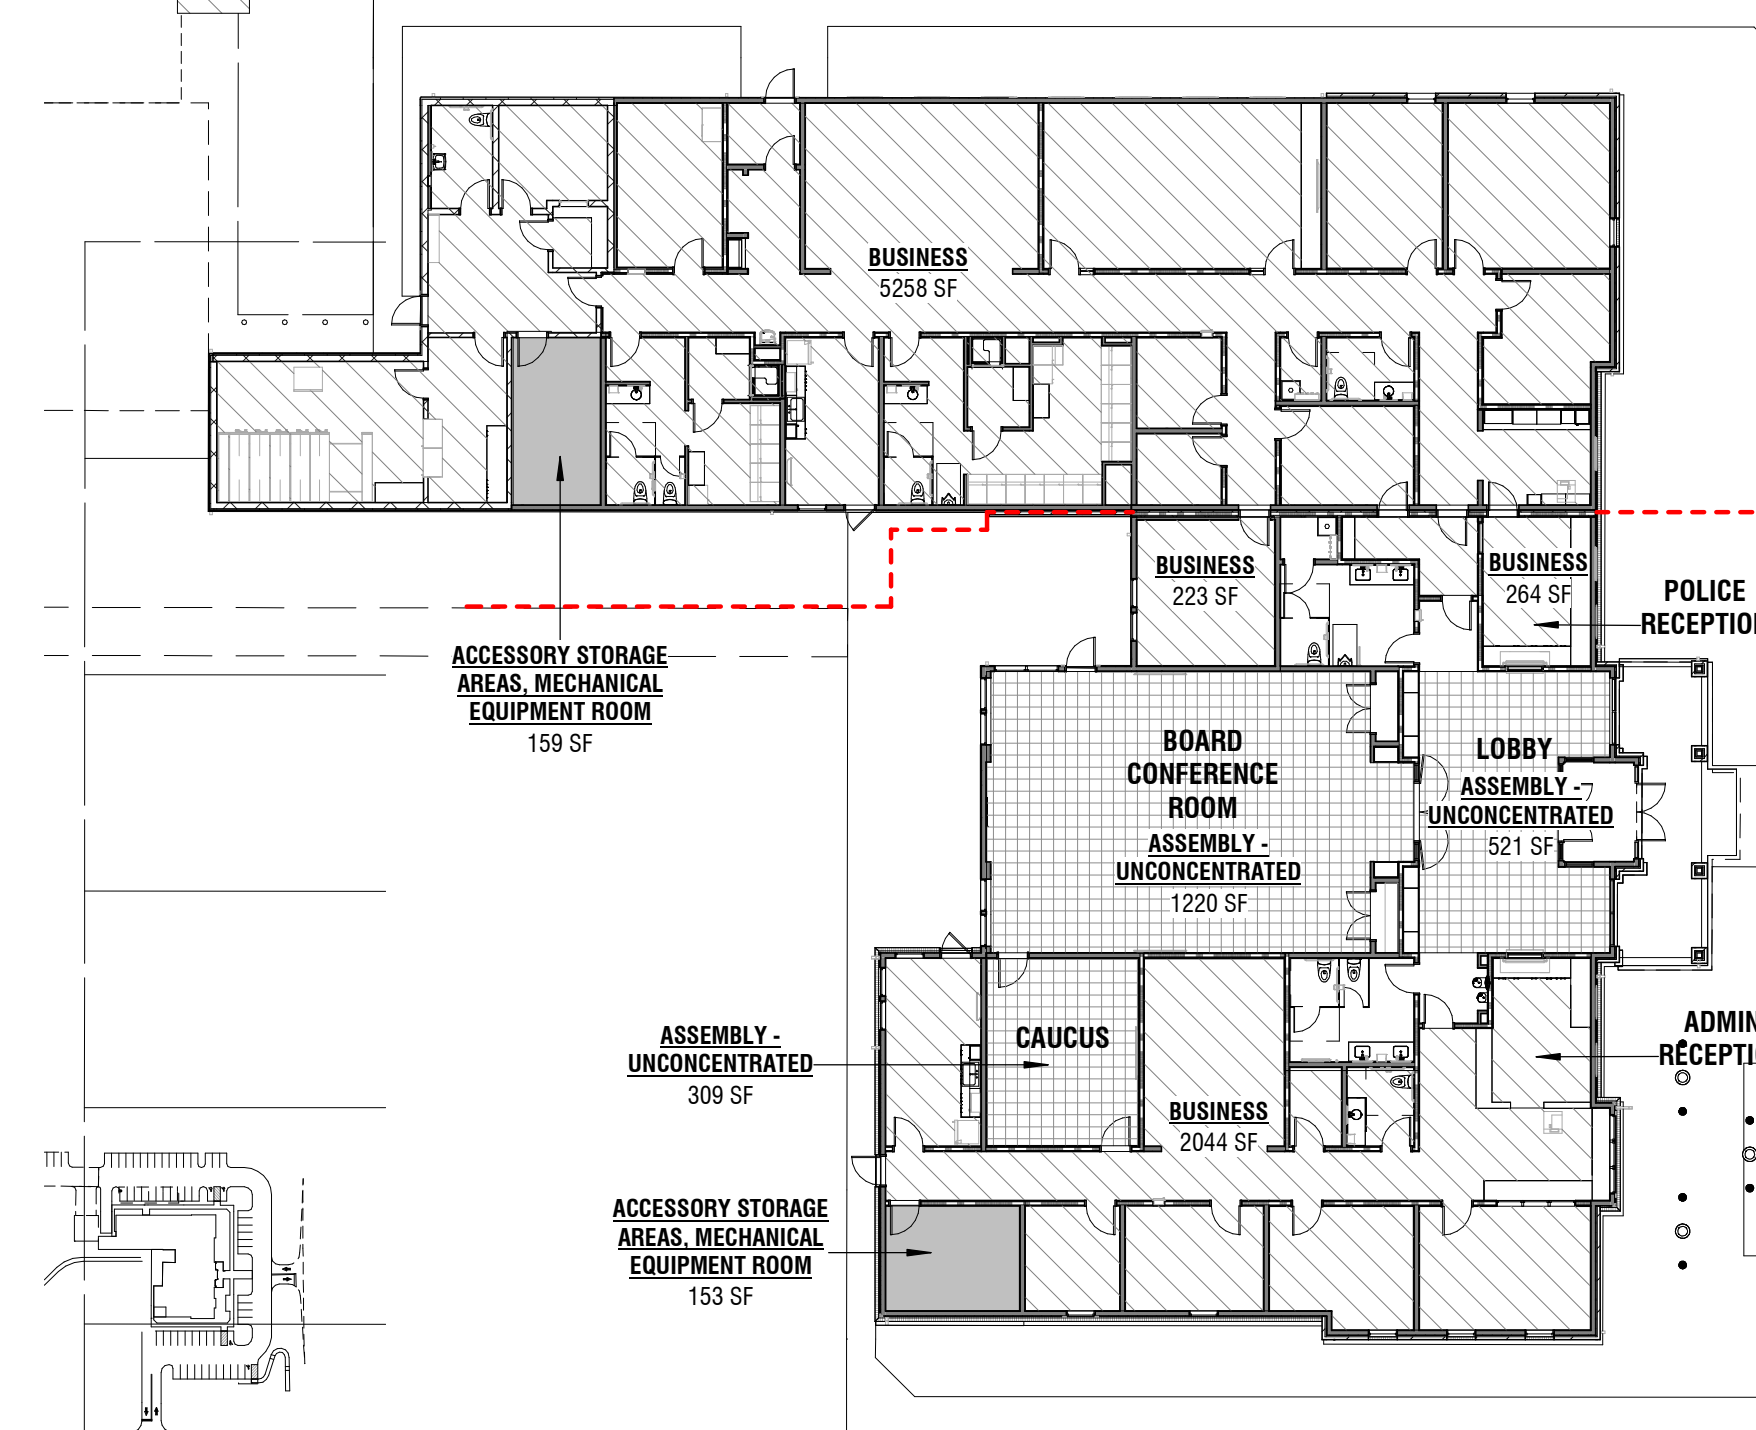 BUSINESS
5258 SF
BUSINESS
223 SF
BUSINESS
264 SF
POLICE
RECEPTIO
ACCESSORY STORAGE
AREAS, MECHANICAL
EQUIPMENT ROOM
159 SF
BOARD
CONFERENCE
ROOM
ASSEMBLY -
UNCONCENTRATED
1220 SF
LOBBY
ASSEMBLY -
UNCONCENTRATED
521 SF
ASSEMBLY -
UNCONCENTRATED
309 SF
CAUCUS
ADMIN
RECEPTI
BUSINESS
2044 SF
ACCESSORY STORAGE
AREAS, MECHANICAL
EQUIPMENT ROOM
153 SF